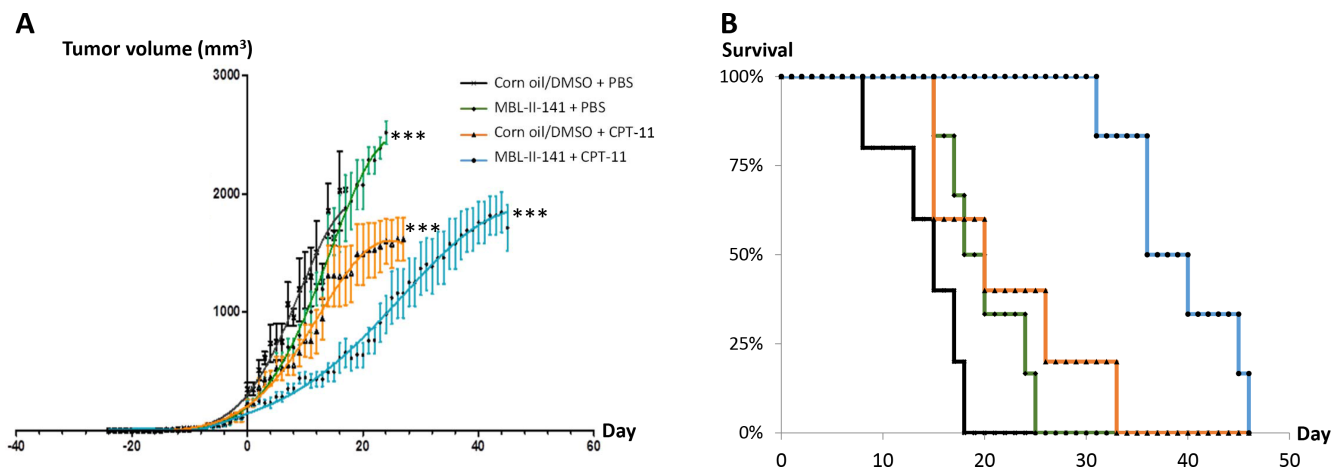 A
Tumor volume (mm³)
3000
2000
1000
-40
-20
0
20
40
60
Day
Corn oil/DMSO + PBS
MBL-II-141 + PBS
Corn oil/DMSO + CPT-11
MBL-II-141 + CPT-11
***
***
***
B
Survival
100%
75%
50%
25%
0%
0
10
20
30
40
50
Day